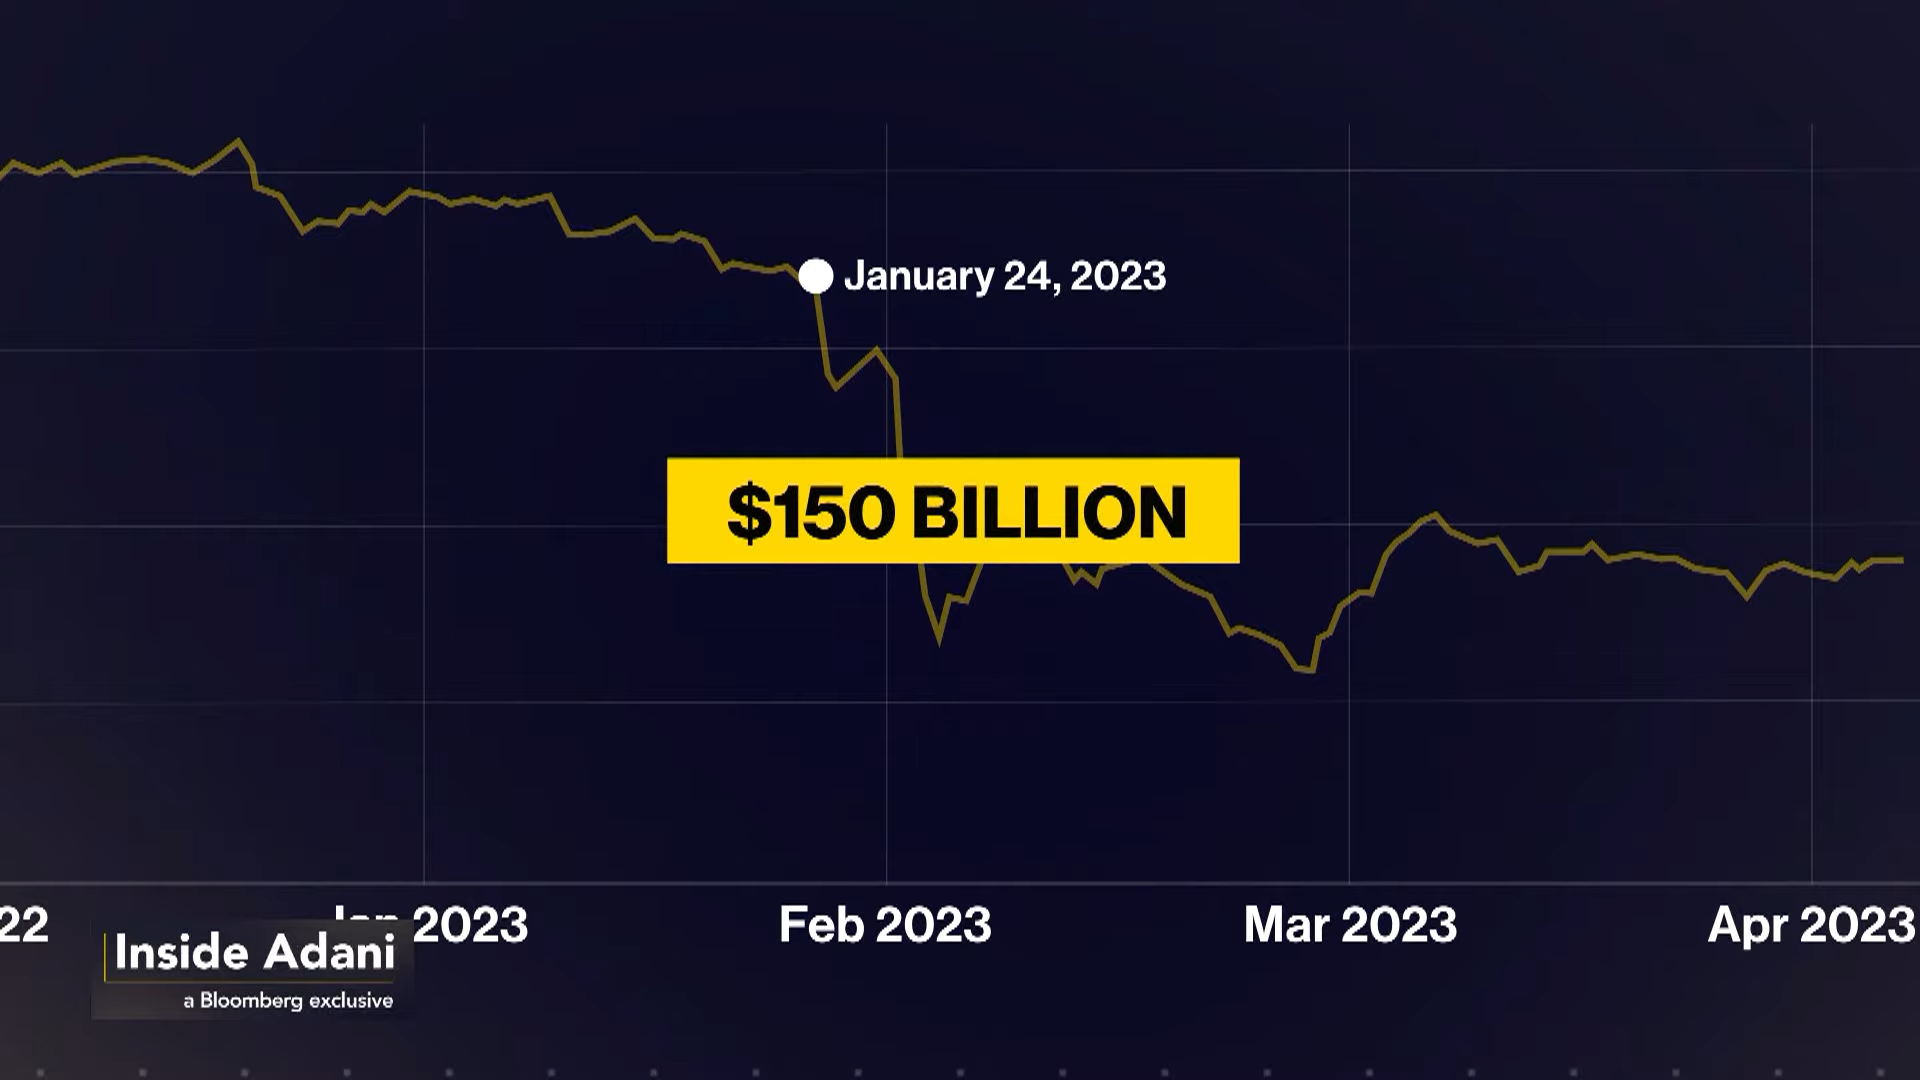 January 24, 2023
$150 BILLION
22
2023
Feb 2023
Mar 2023
Apr 2023
Inside Adani
a Bloomberg exclusive